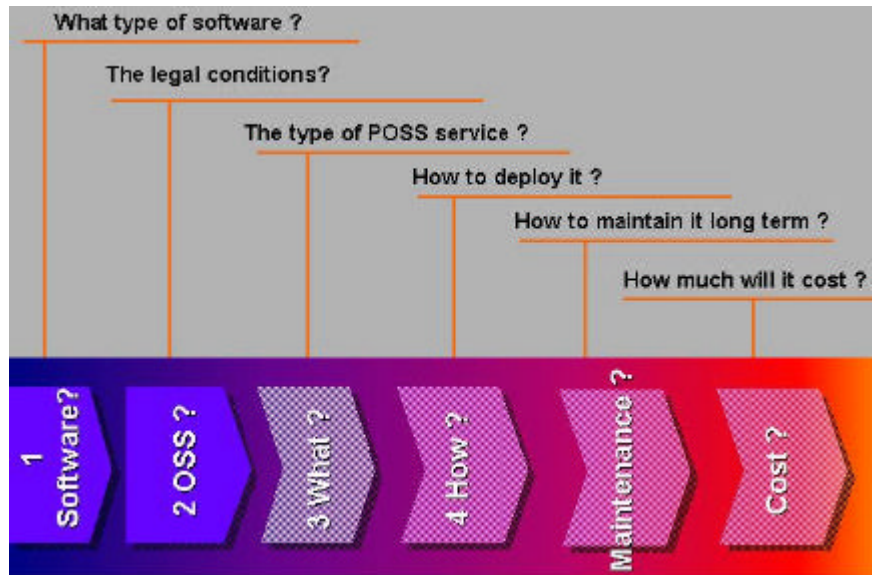 What type of software ?
The legal conditions?
The type of POSS service ?
How to deploy it ?
How to maintain it long term ?
How much will it cost ?
1
Software?
2 OSS ?
3 What ?
4 How ?
Maintenance ?
Cost ?